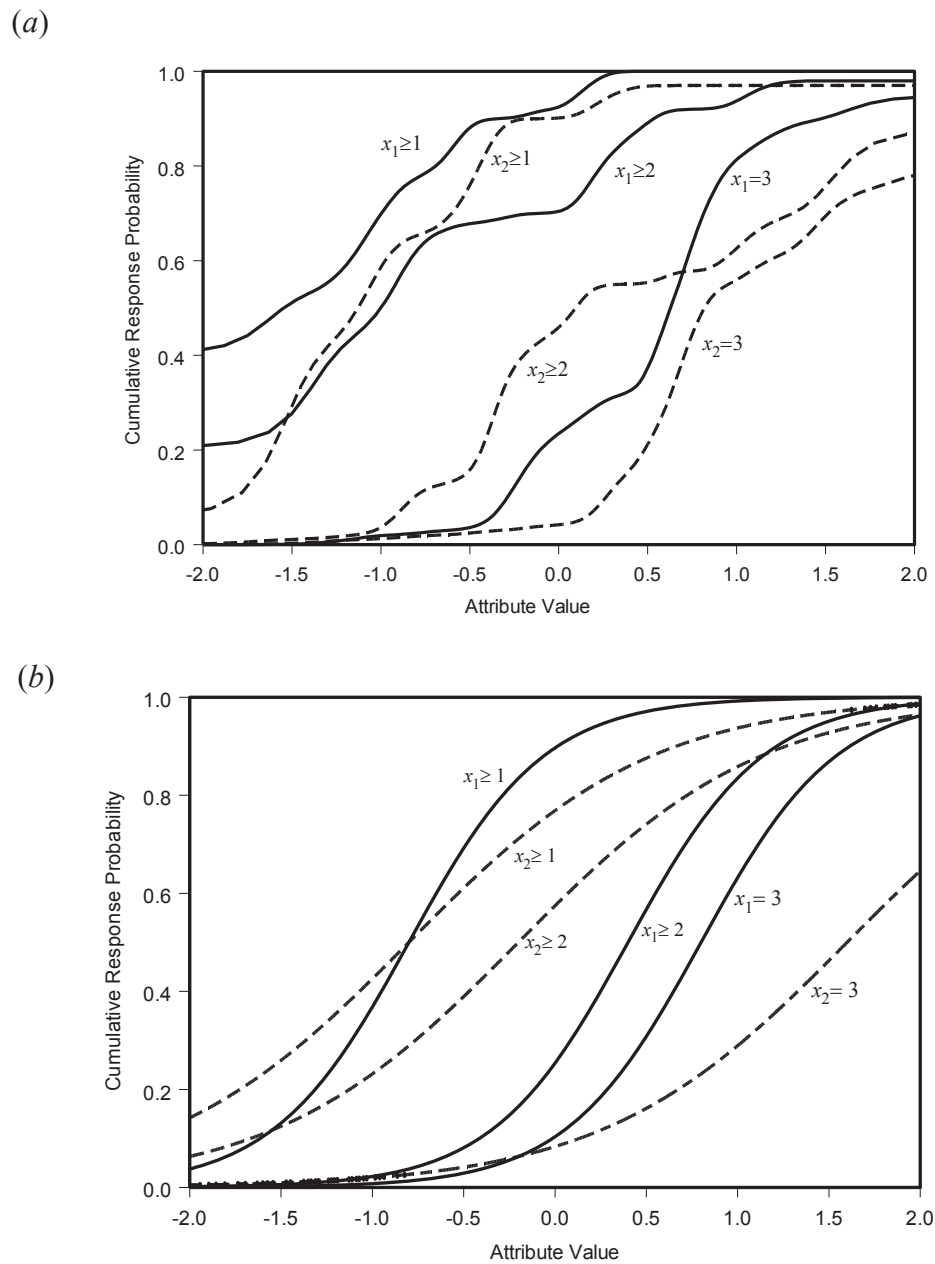 (a)
1.0
0.8
0.6
0.4
0.2
0.0
Cumulative Response Probability
x₁≥1
x₂≥1
x₁≥2
x₁=3
x₂≥2
x₂=3
-2.0 -1.5 -1.0 -0.5 0.0 0.5 1.0 1.5 2.0
Attribute Value
(b)
1.0
0.8
0.6
0.4
0.2
0.0
Cumulative Response Probability
x₁≥ 1
x₂≥ 1
x₁= 3
x₂≥ 2
x₁≥ 2
x₂= 3
-2.0 -1.5 -1.0 -0.5 0.0 0.5 1.0 1.5 2.0
Attribute Value